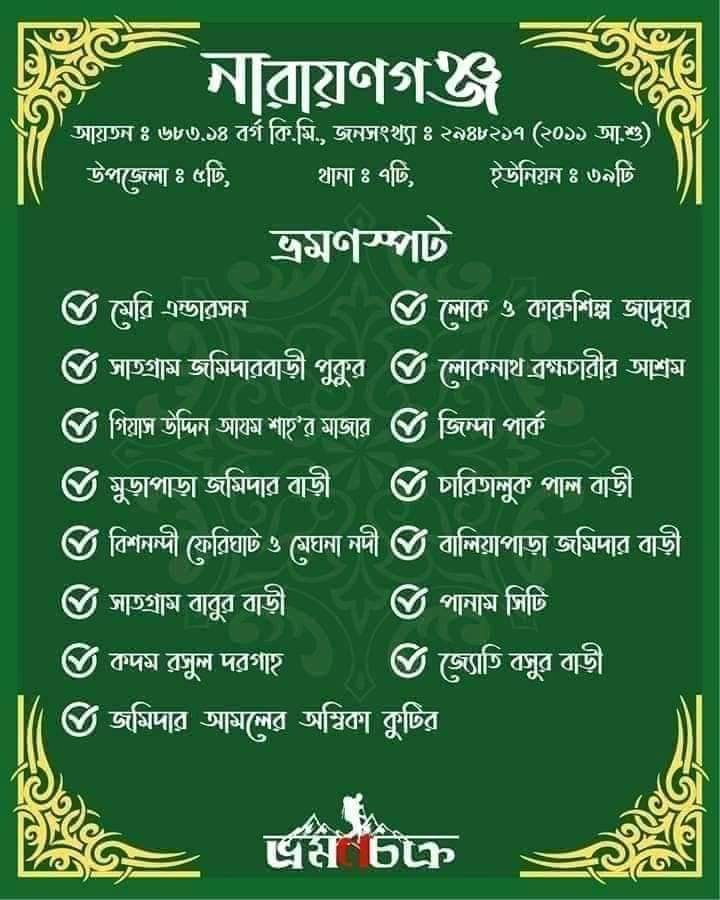 নারায়ণগঞ্জ
আয়তন ঃ ৬৮৩.১৪ বর্গ কি.মি., জনসংখ্যা ঃ ২৯৪৮২১৭ (২০১১ আ.শু)
উপজেলা ঃ ৫টি, থানা ঃ ৭টি, ইউনিয়ন ঃ ৩৯টি
ভ্রমণস্পট
মেরি এন্ডারসন লোক ও কারুশিল্প জাদুঘর
সাতগ্রাম জমিদারবাড়ী পুকুর লোকনাথ ব্রহ্মচারীর আশ্রম
গিয়াস উদ্দিন আযম শাহ'র মাজার জিন্দা পার্ক
মুড়াপাড়া জমিদার বাড়ী চারিতালুক পাল বাড়ী
বিশনন্দী ফেরিঘাট ও মেঘনা নদী বালিয়াপাড়া জমিদার বাড়ী
সাতগ্রাম বাবুর বাড়ী পানাম সিটি
কদম রসুল দরগাহ জ্যোতি বসুর বাড়ী
জমিদার আমলের অম্বিকা কুটির
ভ্রমণচক্র